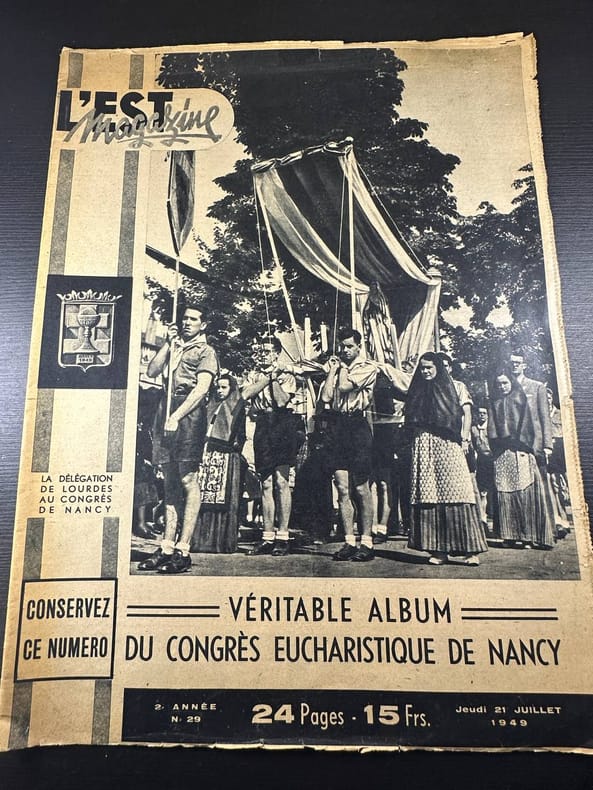 L'EST
Magazine
LA DÉLÉGATION
DE LOURDES
AU CONGRÈS
DE NANCY
CONSERVEZ
CE NUMERO
VÉRITABLE ALBUM
DU CONGRÈS EUCHARISTIQUE DE NANCY
2e ANNÉE
No 29
24 Pages - 15 Frs.
Jeudi 21 JUILLET
1949